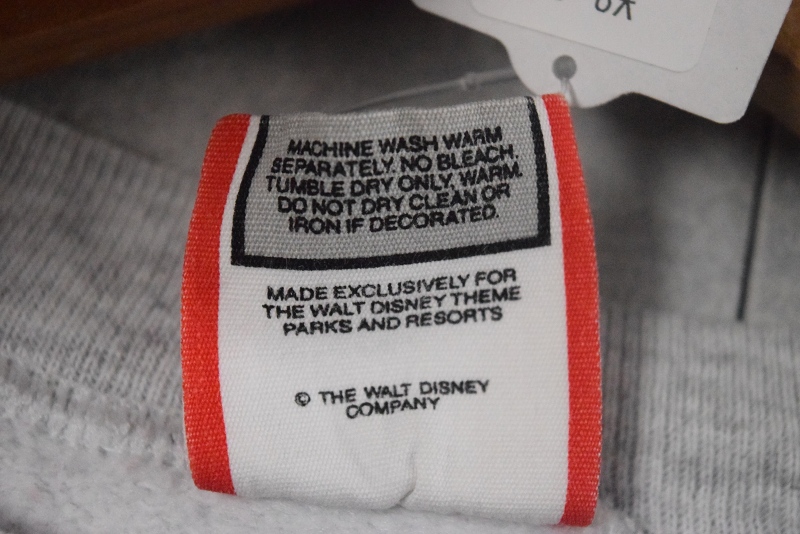 MACHINE WASH WARM
SEPARATELY. NO BLEACH.
TUMBLE DRY ONLY, WARM.
DO NOT DRY CLEAN OR
IRON IF DECORATED.
MADE EXCLUSIVELY FOR
THE WALT DISNEY THEME
PARKS AND RESORTS
© THE WALT DISNEY
COMPANY